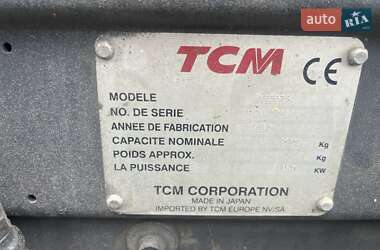 auto RIA.com
TCM CE
MODELE
NO. DE SERIE
ANNEE DE FABRICATION
CAPACITE NOMINALE Kg
POIDS APPROX. Kg
LA PUISSANCE KW
TCM CORPORATION
MADE IN JAPAN
IMPORTED BY TCM EUROPE NV/SA